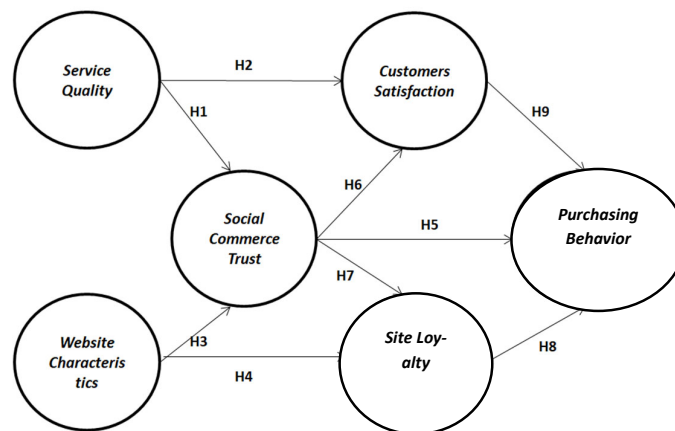 Service
Quality
H2
Customers
Satisfaction
H1
H9
H6
Social
Commerce
Trust
H5
Purchasing
Behavior
H7
Website
Characteris
tics
H3
H4
Site Loy-
alty
H8